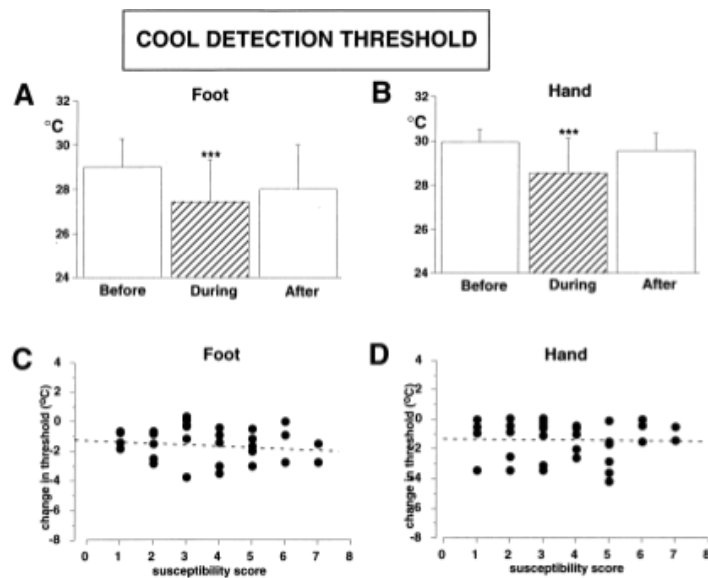 COOL DETECTION THRESHOLD
A
Foot
B
Hand
°C
32
30
28
26
24
***
Before During After
°C
32
30
28
26
24
***
Before During After
C
Foot
D
Hand
change in threshold (°C)
4
2
-0
-2
-4
-6
-8
0 1 2 3 4 5 6 7 8
susceptibility score
change in threshold (°C)
4
2
-0
-2
-4
-6
-8
0 1 2 3 4 5 6 7 8
susceptibility score